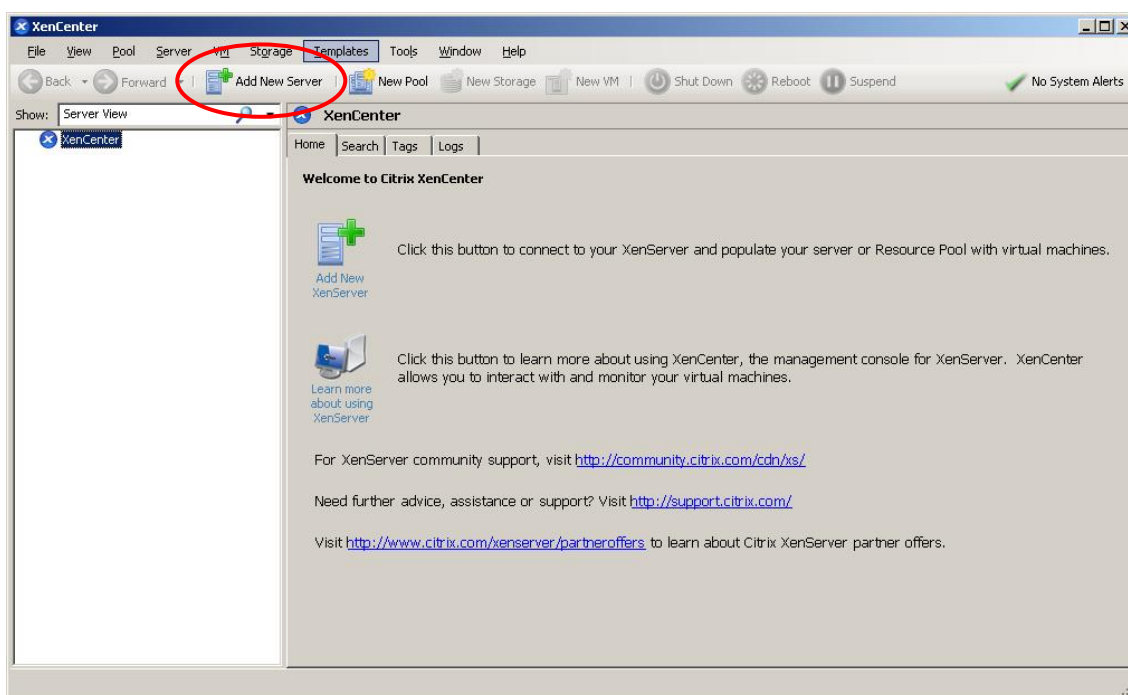 XenCenter
File View Pool Server VM Storage Templates Tools Window Help
Back Forward Add New Server New Pool New Storage New VM Shut Down Reboot Suspend No System Alerts
Show: Server View
XenCenter
XenCenter
Home Search Tags Logs
Welcome to Citrix XenCenter
Click this button to connect to your XenServer and populate your server or Resource Pool with virtual machines.
Add New
XenServer
Click this button to learn more about using XenCenter, the management console for XenServer. XenCenter
allows you to interact with and monitor your virtual machines.
Learn more
about using
XenServer
For XenServer community support, visit http://community.citrix.com/cdn/xs/
Need further advice, assistance or support? Visit http://support.citrix.com/
Visit http://www.citrix.com/xenserver/partneroffers to learn about Citrix XenServer partner offers.